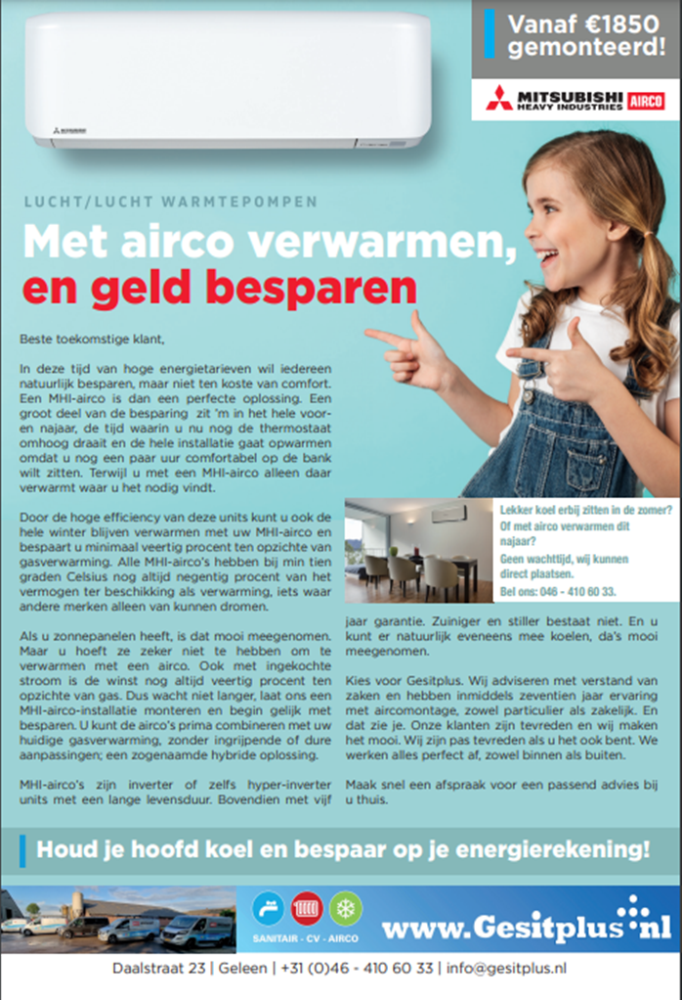 Vanaf €1850
gemonteerd!
MITSUBISHI
HEAVY INDUSTRIES
AIRCO
LUCHT/LUCHT WARMTEPOMPEN
Met airco verwarmen,
en geld besparen
Beste toekomstige klant,
In deze tijd van hoge energietarieven wil iedereen
natuurlijk besparen, maar niet ten koste van comfort.
Een MHI-airco is dan een perfecte oplossing. Een
groot deel van de besparing zit 'm in het hele voor-
en najaar, de tijd waarin u nu nog de thermostaat
omhoog draait en de hele installatie gaat opwarmen
omdat u nog een paar uur comfortabel op de bank
wilt zitten. Terwijl u met een MHI-airco alleen daar
verwarmt waar u het nodig vindt.
Door de hoge efficiency van deze units kunt u ook de
hele winter blijven verwarmen met uw MHI-airco en
bespaart u minimaal veertig procent ten opzichte van
gasverwarming. Alle MHI-airco's hebben bij min tien
graden Celsius nog altijd negentig procent van het
vermogen ter beschikking als verwarming, iets waar
andere merken alleen van kunnen dromen.
Als u zonnepanelen heeft, is dat mooi meegenomen.
Maar u hoeft ze zeker niet te hebben om te
verwarmen met een airco. Ook met ingekochte
stroom is de winst nog altijd veertig procent ten
opzichte van gas. Dus wacht niet langer, laat ons een
MHI-airco-installatie monteren en begin gelijk met
besparen. U kunt de airco's prima combineren met uw
huidige gasverwarming, zonder ingrijpende of dure
aanpassingen; een zogenaamde hybride oplossing.
MHI-airco's zijn inverter of zelfs hyper-inverter
units met een lange levensduur. Bovendien met vijf
Lekker koel erbij zitten in de zomer?
Of met airco verwarmen dit
najaar?
Geen wachttijd, wij kunnen
direct plaatsen.
Bel ons: 046 - 410 60 33.
jaar garantie. Zuiniger en stiller bestaat niet. En u
kunt er natuurlijk eveneens mee koelen, da's mooi
meegenomen.
Kies voor Gesitplus. Wij adviseren met verstand van
zaken en hebben inmiddels zeventien jaar ervaring
met aircomontage, zowel particulier als zakelijk. En
dat zie je. Onze klanten zijn tevreden en wij maken
het mooi. Wij zijn pas tevreden als u het ook bent. We
werken alles perfect af, zowel binnen als buiten.
Maak snel een afspraak voor een passend advies bij
u thuis.
Houd je hoofd koel en bespaar op je energierekening!
SANITAIR - CV - AIRCO
www.Gesitplus.nl
Daalstraat 23 | Geleen | +31 (0)46 - 410 60 33 | info@gesitplus.nl